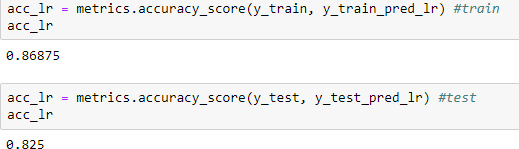 acc_lr = metrics.accuracy_score(y_train, y_train_pred_lr) #train
acc_lr
0.86875
acc_lr = metrics.accuracy_score(y_test, y_test_pred_lr) #test
acc_lr
0.825